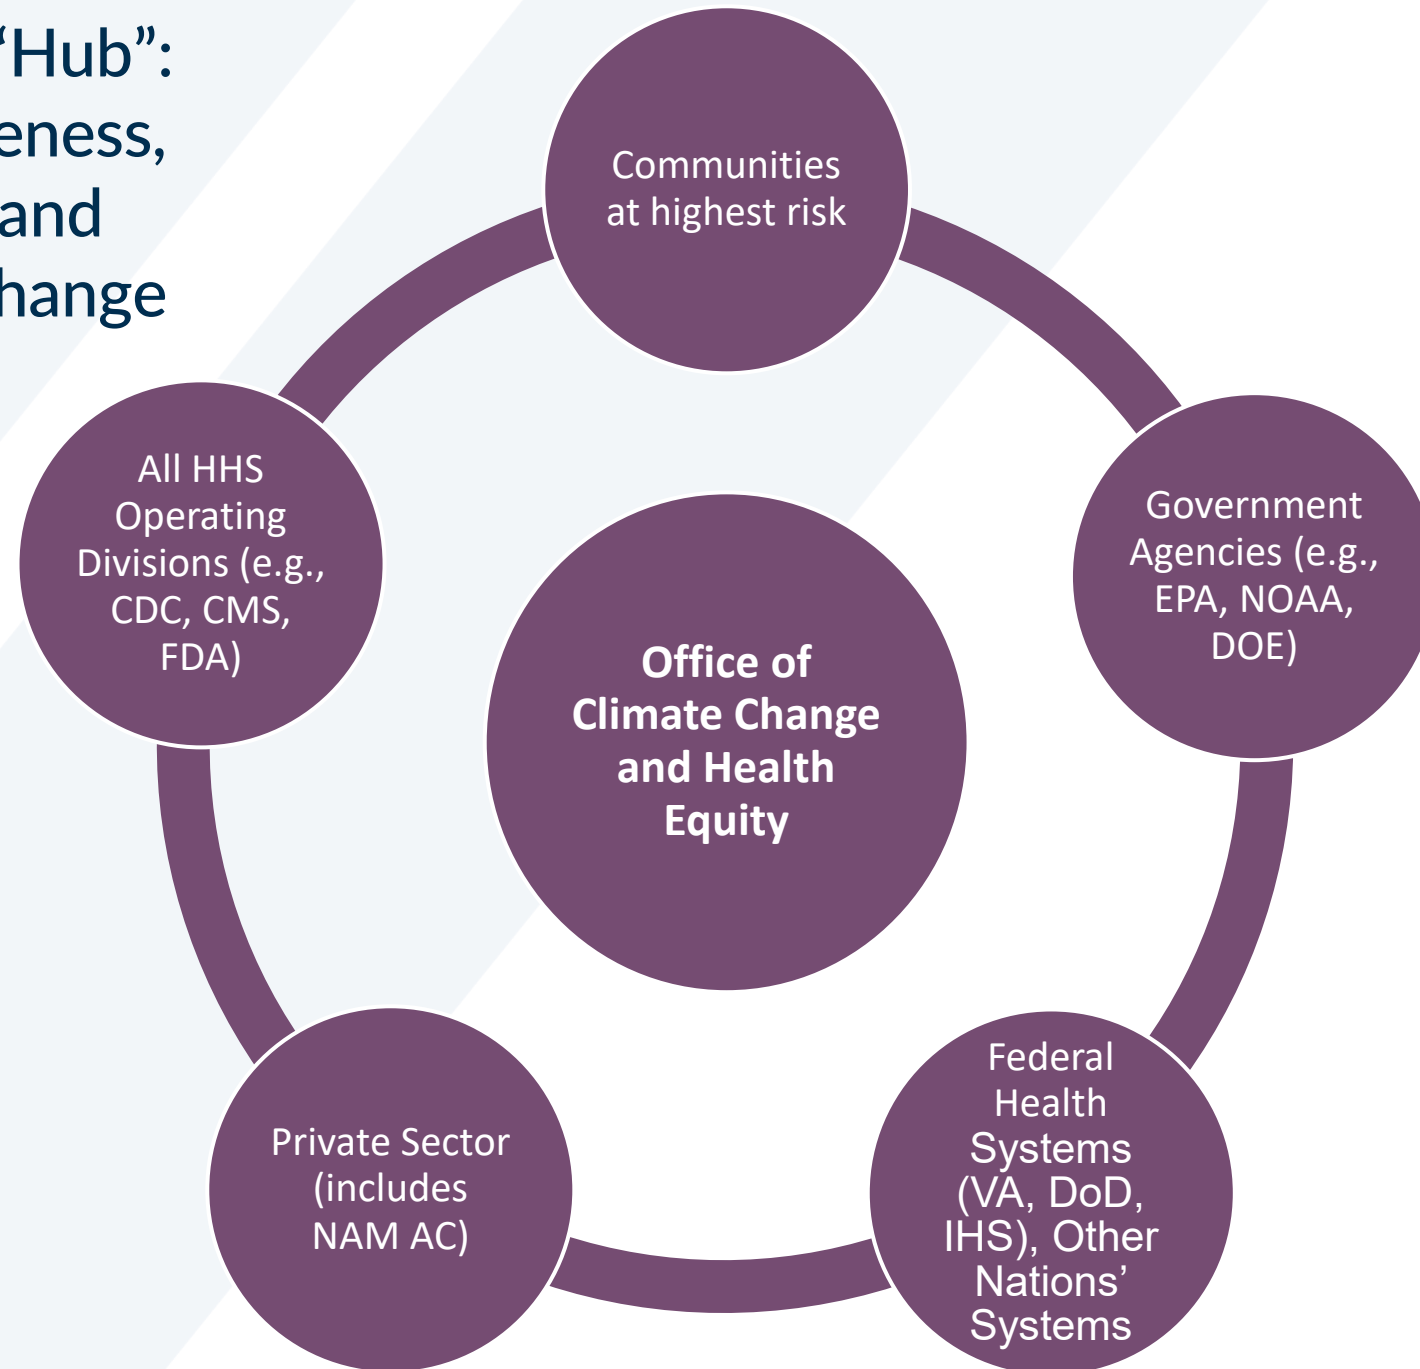 “Hub”:
eness,
and
hange
Communities
at highest risk
All HHS
Operating
Divisions (e.g.,
CDC, CMS,
FDA)
Government
Agencies (e.g.,
EPA, NOAA,
DOE)
Office of
Climate Change
and Health
Equity
Private Sector
(includes
NAM AC)
Federal
Health
Systems
(VA, DoD,
IHS), Other
Nations’
Systems